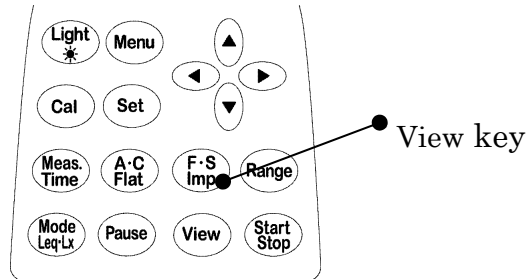 Light
Menu
Cal
Set
View key
Meas.
Time
A·C
Flat
F·S
Imp
Range
Mode
Leq·Lx
Pause
View
Start
Stop